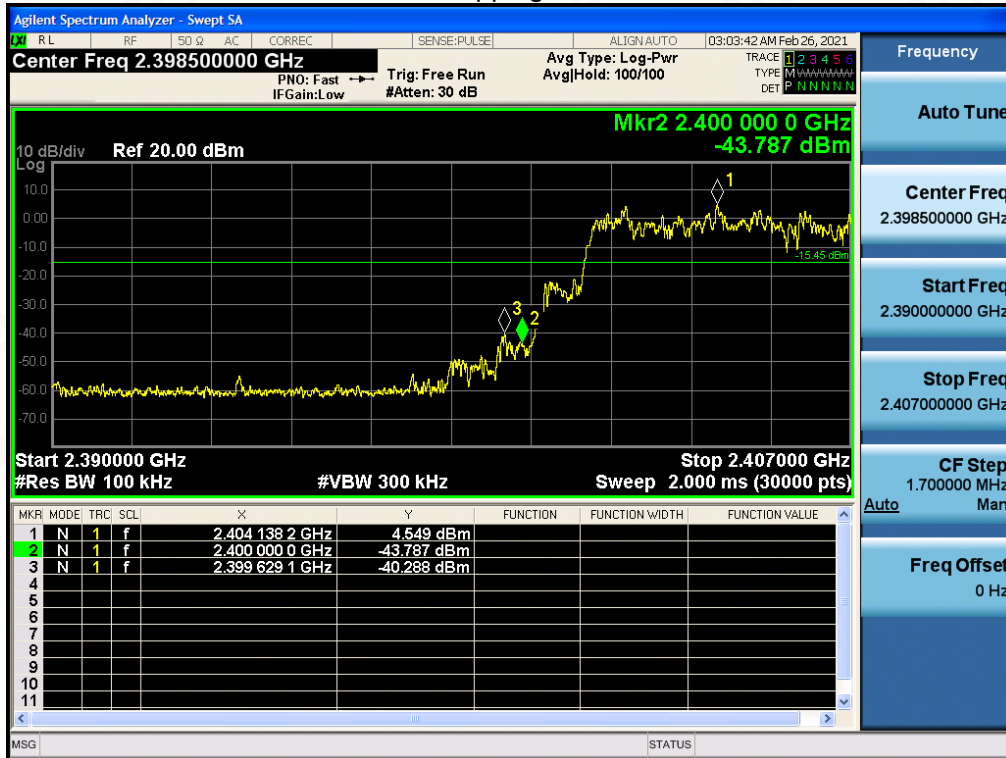 Agilent Spectrum Analyzer - Swept SA
LXI RL RF 50 Ω AC CORREC SENSE:PULSE ALIGN AUTO 03:03:42 AM Feb 26, 2021
Center Freq 2.398500000 GHz
PNO: Fast
IFGain:Low
Trig: Free Run
#Atten: 30 dB
Avg Type: Log-Pwr
Avg|Hold: 100/100
TRACE 1 2 3 4 5 6
TYPE M WWWWW
DET P N N N N N
Mkr2 2.400 000 0 GHz
-43.787 dBm
10 dB/div Ref 20.00 dBm
Log
10.0
0.00
-10.0
-20.0
-30.0
-40.0
-50.0
-60.0
-70.0
1
-15.45 dBm
3
2
Start 2.390000 GHz Stop 2.407000 GHz
#Res BW 100 kHz #VBW 300 kHz Sweep 2.000 ms (30000 pts)
MKR MODE TRC SCL X Y FUNCTION FUNCTION WIDTH FUNCTION VALUE
1 N 1 f 2.404 138 2 GHz 4.549 dBm
2 N 1 f 2.400 000 0 GHz -43.787 dBm
3 N 1 f 2.399 629 1 GHz -40.288 dBm
4
5
6
7
8
9
10
11
MSG STATUS
Frequency
Auto Tune
Center Freq
2.398500000 GHz
Start Freq
2.390000000 GHz
Stop Freq
2.407000000 GHz
CF Step
1.700000 MHz
Auto Man
Freq Offset
0 Hz